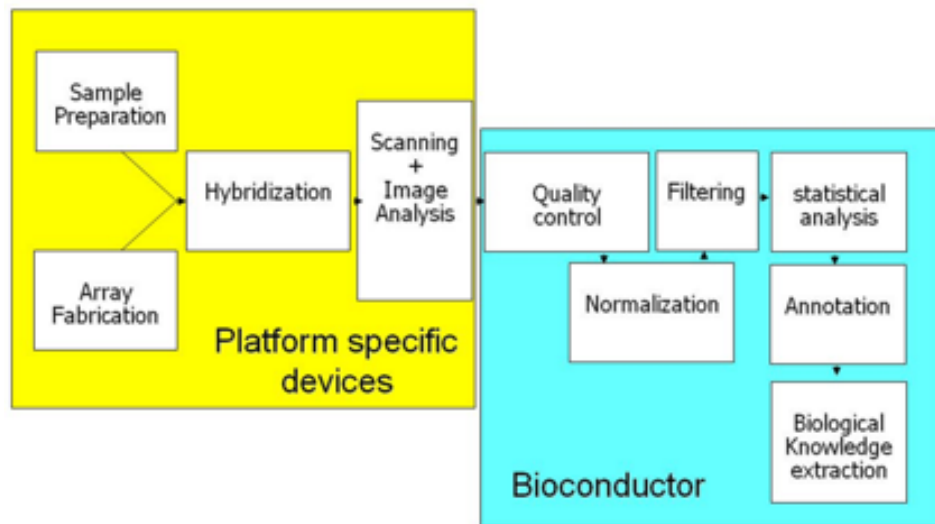 Sample
Preparation
Array
Fabrication
Hybridization
Scanning
+
Image
Analysis
Platform specific
devices
Quality
control
Normalization
Filtering
statistical
analysis
Annotation
Biological
Knowledge
extraction
Bioconductor